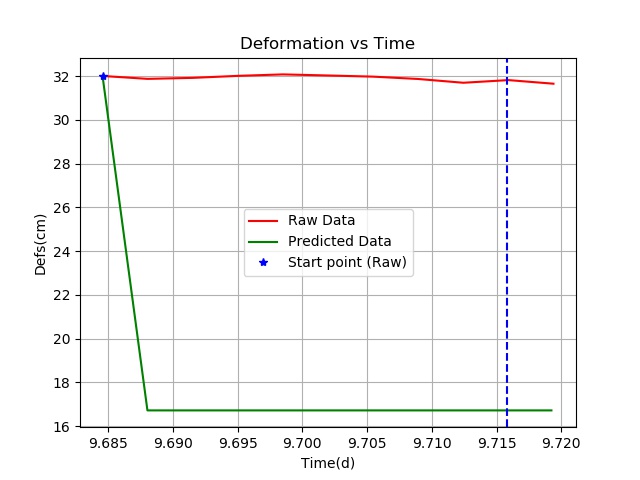 Deformation vs Time
Defs(cm)
32
30
28
26
24
22
20
18
16
Raw Data
Predicted Data
Start point (Raw)
9.685 9.690 9.695 9.700 9.705 9.710 9.715 9.720
Time(d)